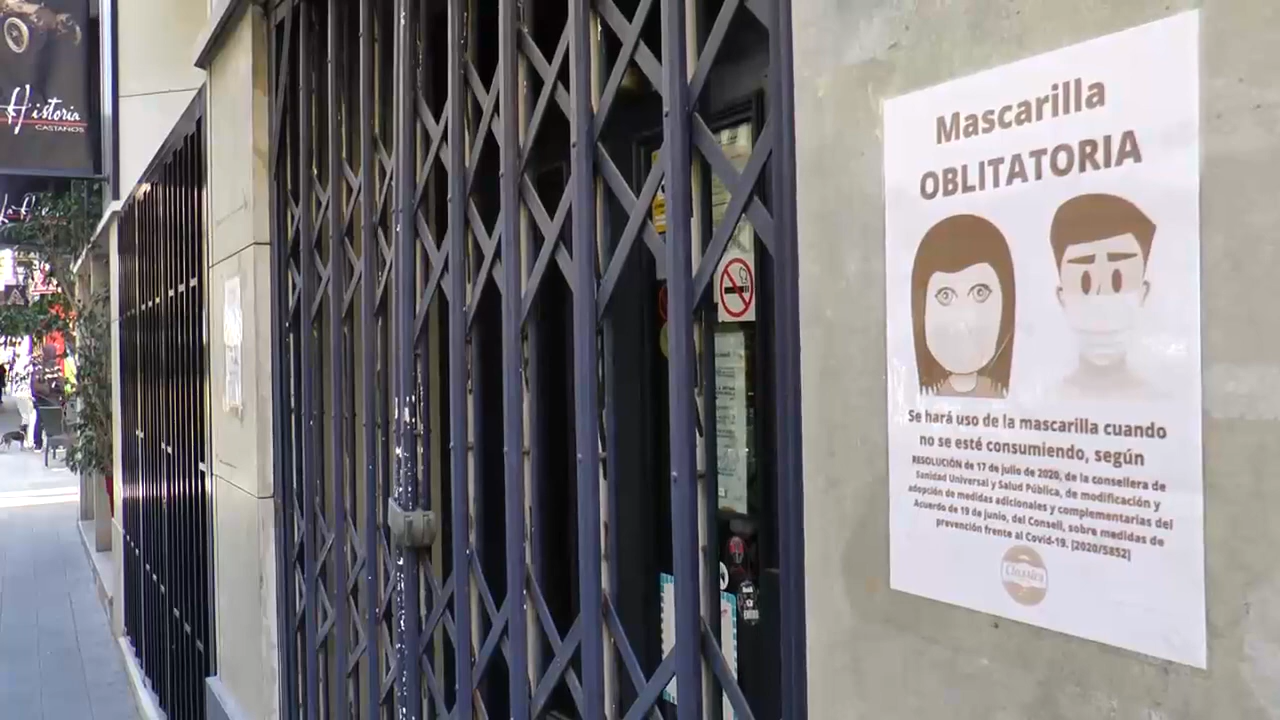 Historia
CASTAÑOS
Mascarilla
OBLITATORIA
Se hará uso de la mascarilla cuando
no se esté consumiendo, según
RESOLUCIÓN de 17 de julio de 2020, de la consellera de
Sanidad Universal y Salud Pública, de modificación y
adopción de medidas adicionales y complementarias del
Acuerdo de 19 de junio, del Consell, sobre medidas de
prevención frente al Covid-19. [2020/5852]
Classics